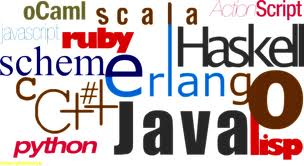 oCaml scala ActionScript
javascript ruby Haskell
scheme erlang o
c C++ #
python Java lisp